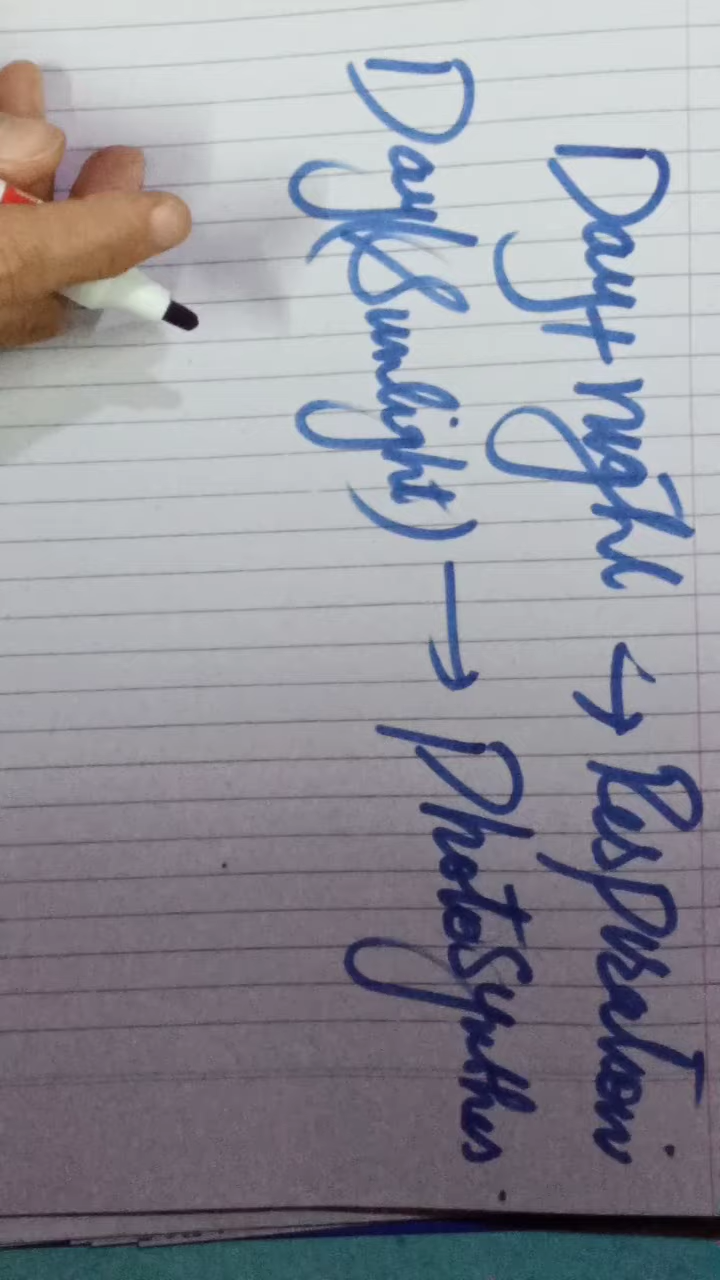 Day + night → Respiration
Day (Sunlight) → Photosynthes